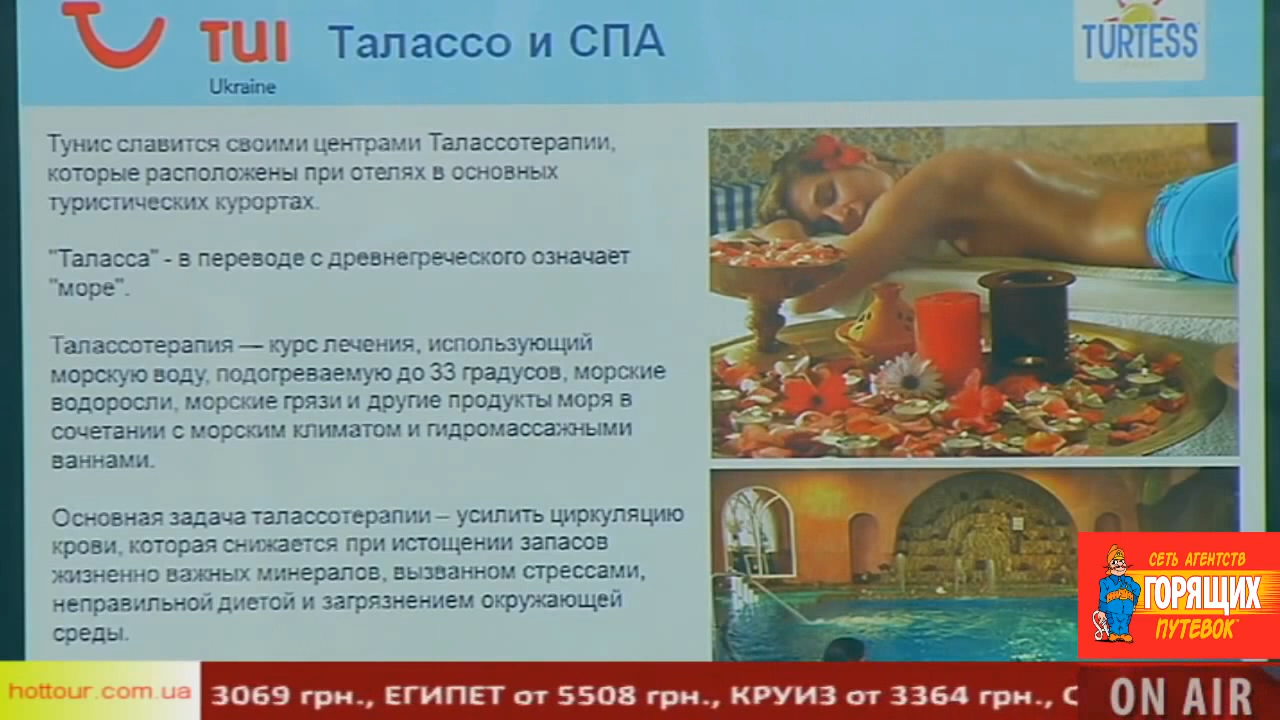 TUI
Ukraine
Талассо и СПА
TURTESS
Тунис славится своими центрами Талассотерапии,
которые расположены при отелях в основных
туристических курортах.
"Таласса" - в переводе с древнегреческого означает
"море".
Талассотерапия — курс лечения, использующий
морскую воду, подогреваемую до 33 градусов, морские
водоросли, морские грязи и другие продукты моря в
сочетании с морским климатом и гидромассажными
ваннами.
Основная задача талассотерапии – усилить циркуляцию
крови, которая снижается при истощении запасов
жизненно важных минералов, вызванном стрессами,
неправильной диетой и загрязнением окружающей
среды.
СЕТЬ АГЕНТСТВ
ГОРЯЩИХ
ПУТЕВОК
hottour.com.ua
3069 грн., ЕГИПЕТ от 5508 грн., КРУИЗ от 3364 грн., С
ON AIR